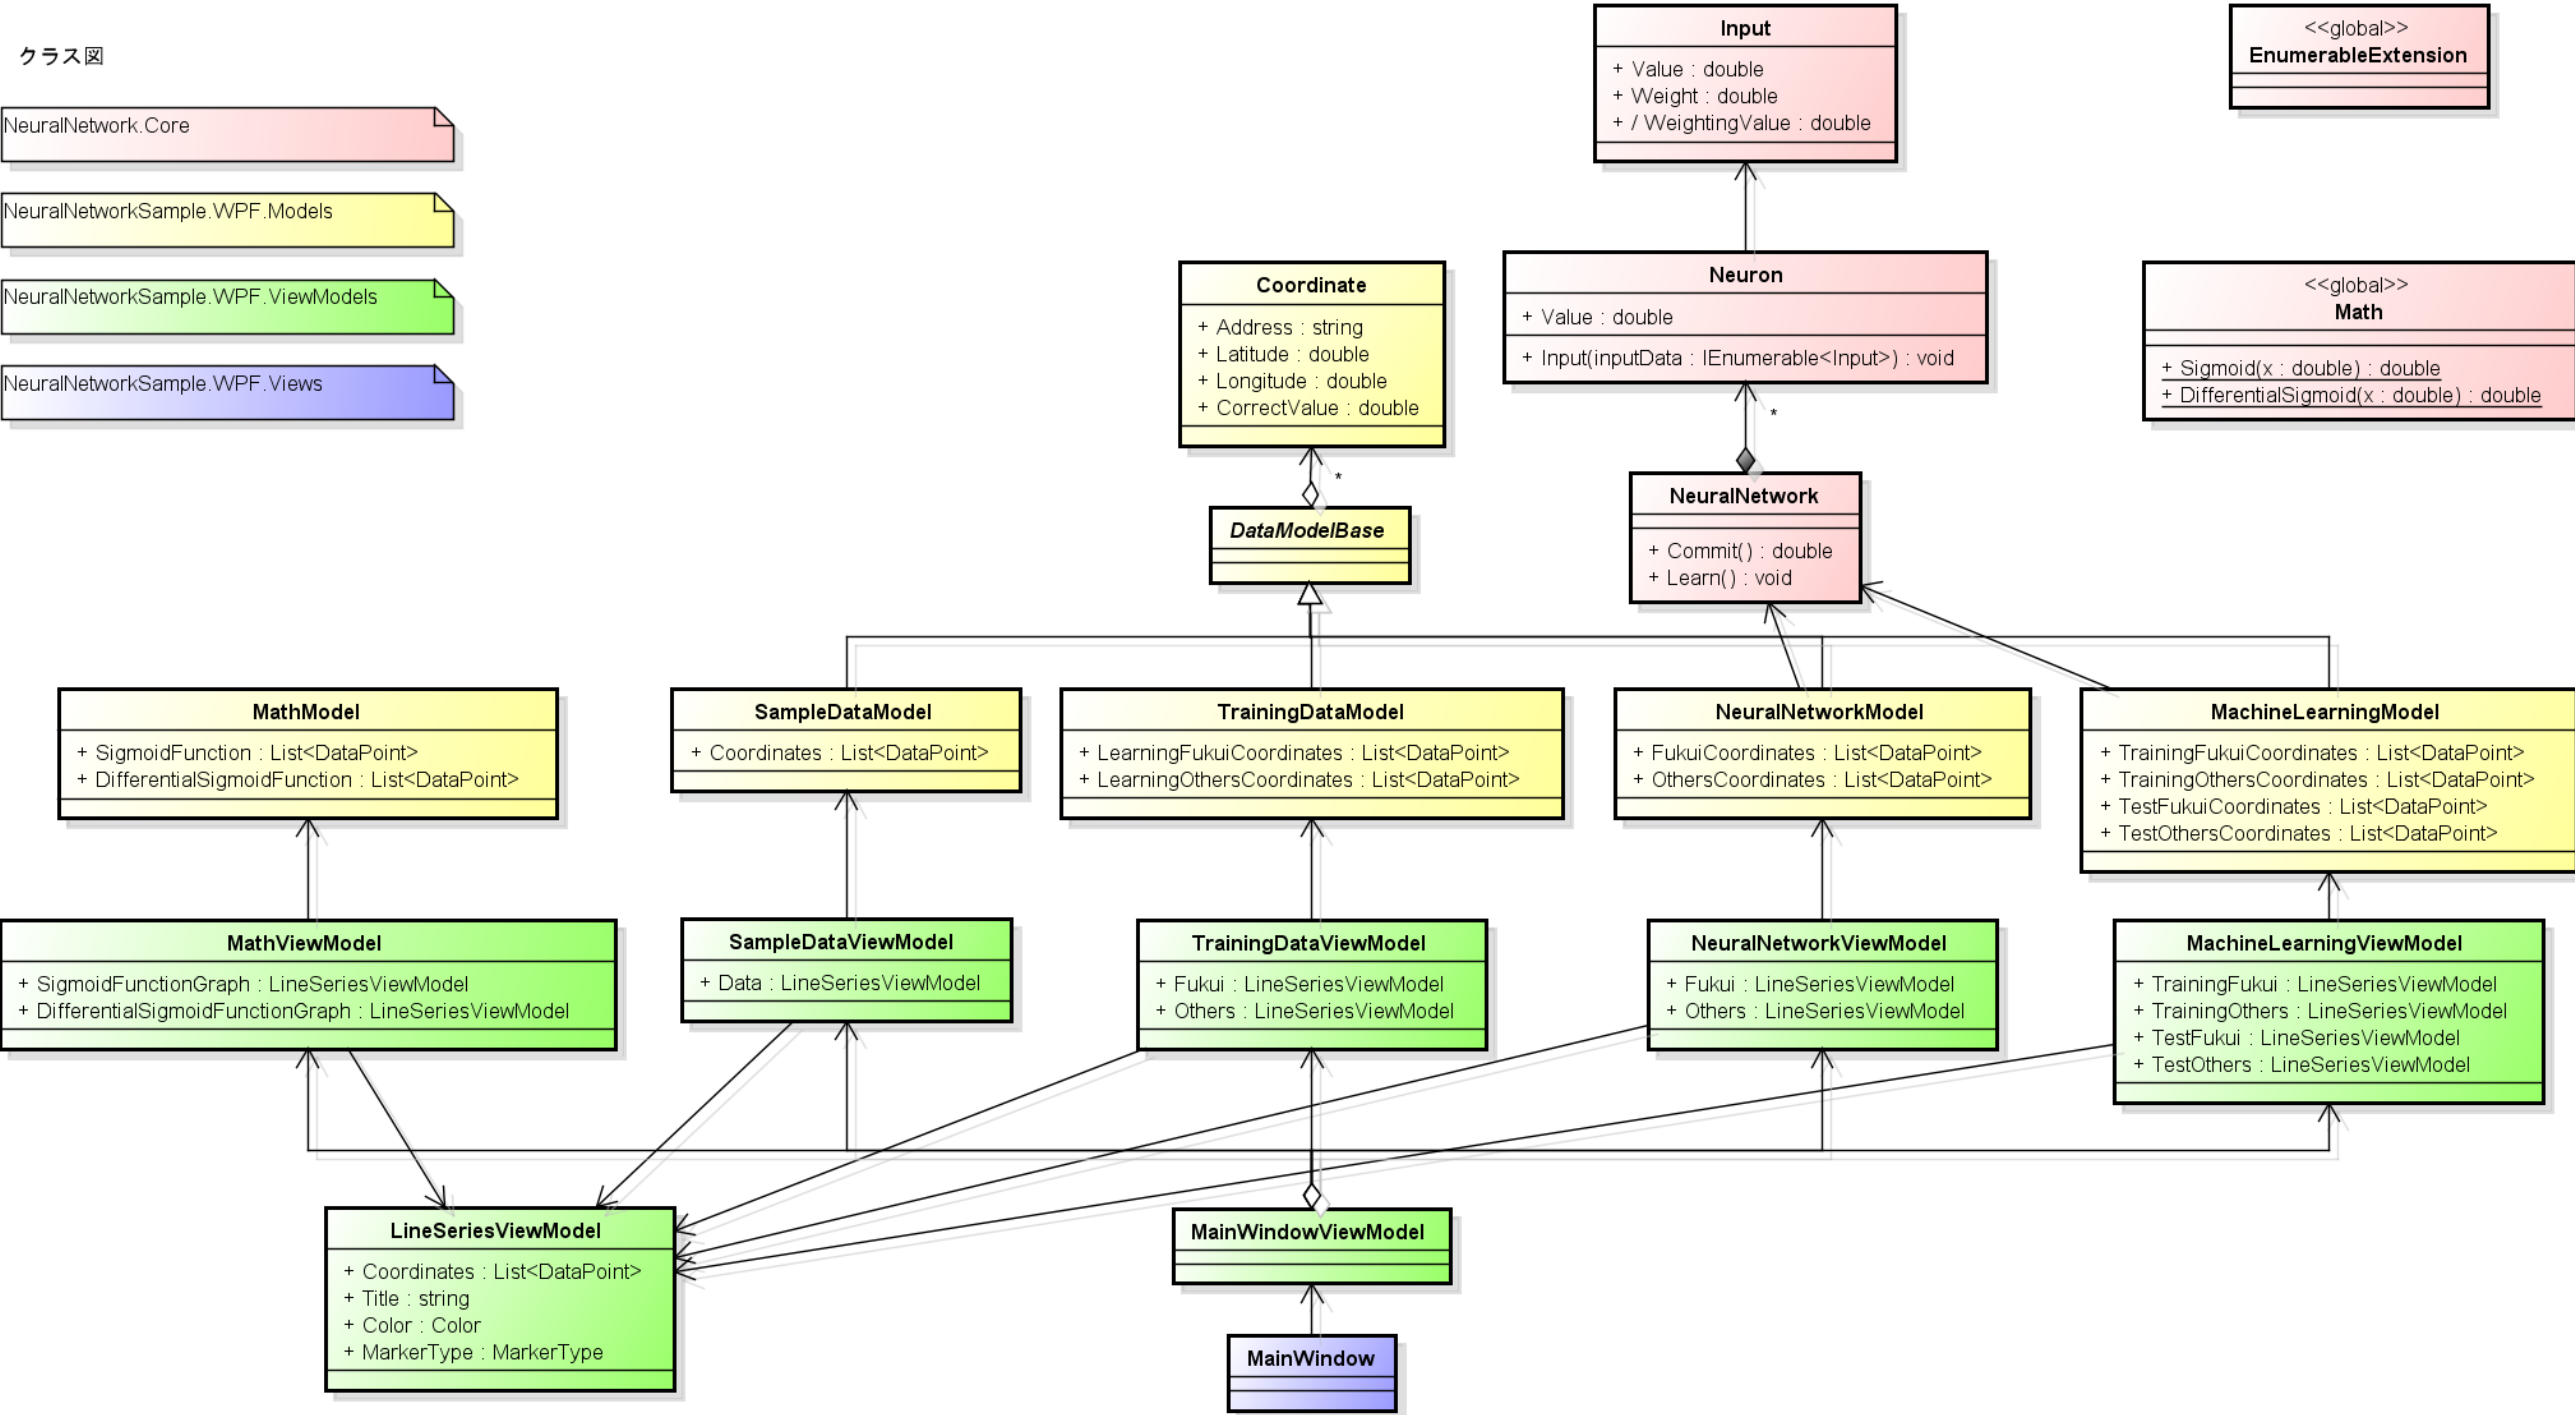 クラス図
NeuralNetwork.Core
NeuralNetworkSample.WPF.Models
NeuralNetworkSample.WPF.ViewModels
NeuralNetworkSample.WPF.Views
Input
+ Value : double
+ Weight : double
+ / WeightingValue : double
<<global>>
EnumerableExtension
Coordinate
+ Address : string
+ Latitude : double
+ Longitude : double
+ CorrectValue : double
Neuron
+ Value : double
+ Input(inputData : IEnumerable<Input>) : void
<<global>>
Math
+ Sigmoid(x : double) : double
+ DifferentialSigmoid(x : double) : double
*
*
DataModelBase
NeuralNetwork
+ Commit() : double
+ Learn() : void
MathModel
+ SigmoidFunction : List<DataPoint>
+ DifferentialSigmoidFunction : List<DataPoint>
SampleDataModel
+ Coordinates : List<DataPoint>
TrainingDataModel
+ LearningFukuiCoordinates : List<DataPoint>
+ LearningOthersCoordinates : List<DataPoint>
NeuralNetworkModel
+ FukuiCoordinates : List<DataPoint>
+ OthersCoordinates : List<DataPoint>
MachineLearningModel
+ TrainingFukuiCoordinates : List<DataPoint>
+ TrainingOthersCoordinates : List<DataPoint>
+ TestFukuiCoordinates : List<DataPoint>
+ TestOthersCoordinates : List<DataPoint>
MathViewModel
+ SigmoidFunctionGraph : LineSeriesViewModel
+ DifferentialSigmoidFunctionGraph : LineSeriesViewModel
SampleDataViewModel
+ Data : LineSeriesViewModel
TrainingDataViewModel
+ Fukui : LineSeriesViewModel
+ Others : LineSeriesViewModel
NeuralNetworkViewModel
+ Fukui : LineSeriesViewModel
+ Others : LineSeriesViewModel
MachineLearningViewModel
+ TrainingFukui : LineSeriesViewModel
+ TrainingOthers : LineSeriesViewModel
+ TestFukui : LineSeriesViewModel
+ TestOthers : LineSeriesViewModel
LineSeriesViewModel
+ Coordinates : List<DataPoint>
+ Title : string
+ Color : Color
+ MarkerType : MarkerType
MainWindowViewModel
MainWindow